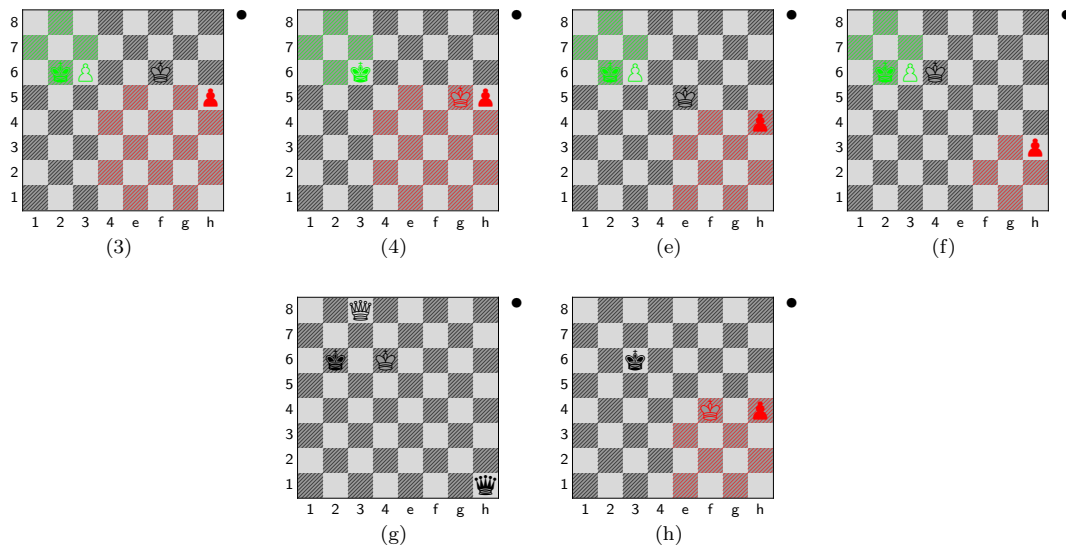 8 8 8 8
7 7 7 7
6 6 6 6
5 5 5 5
4 4 4 4
3 3 3 3
2 2 2 2
1 1 1 1
1 2 3 4 e f g h 1 2 3 4 e f g h 1 2 3 4 e f g h 1 2 3 4 e f g h
(3) (4) (e) (f)
8 8
7 7
6 6
5 5
4 4
3 3
2 2
1 1
1 2 3 4 e f g h 1 2 3 4 e f g h
(g) (h)